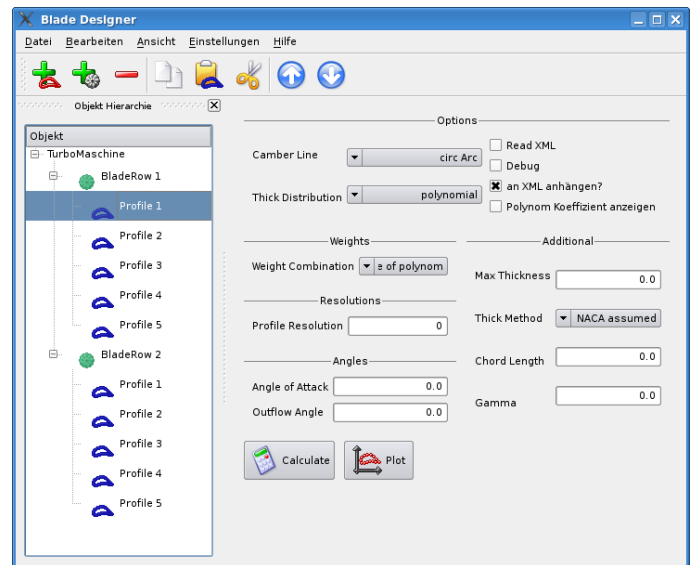 Blade Designer
Datei Bearbeiten Ansicht Einstellungen Hilfe
Objekt Hierarchie
Objekt
TurboMaschine
BladeRow 1
Profile 1
Profile 2
Profile 3
Profile 4
Profile 5
BladeRow 2
Profile 1
Profile 2
Profile 3
Profile 4
Profile 5
Options
Camber Line circ Arc
Thick Distribution polynomial
Read XML
Debug
an XML anhängen?
Polynom Koeffizient anzeigen
Weights
Weight Combination of polynom
Resolutions
Profile Resolution 0
Angles
Angle of Attack 0.0
Outflow Angle 0.0
Additional
Max Thickness 0.0
Thick Method NACA assumed
Chord Length 0.0
Gamma 0.0
Calculate Plot